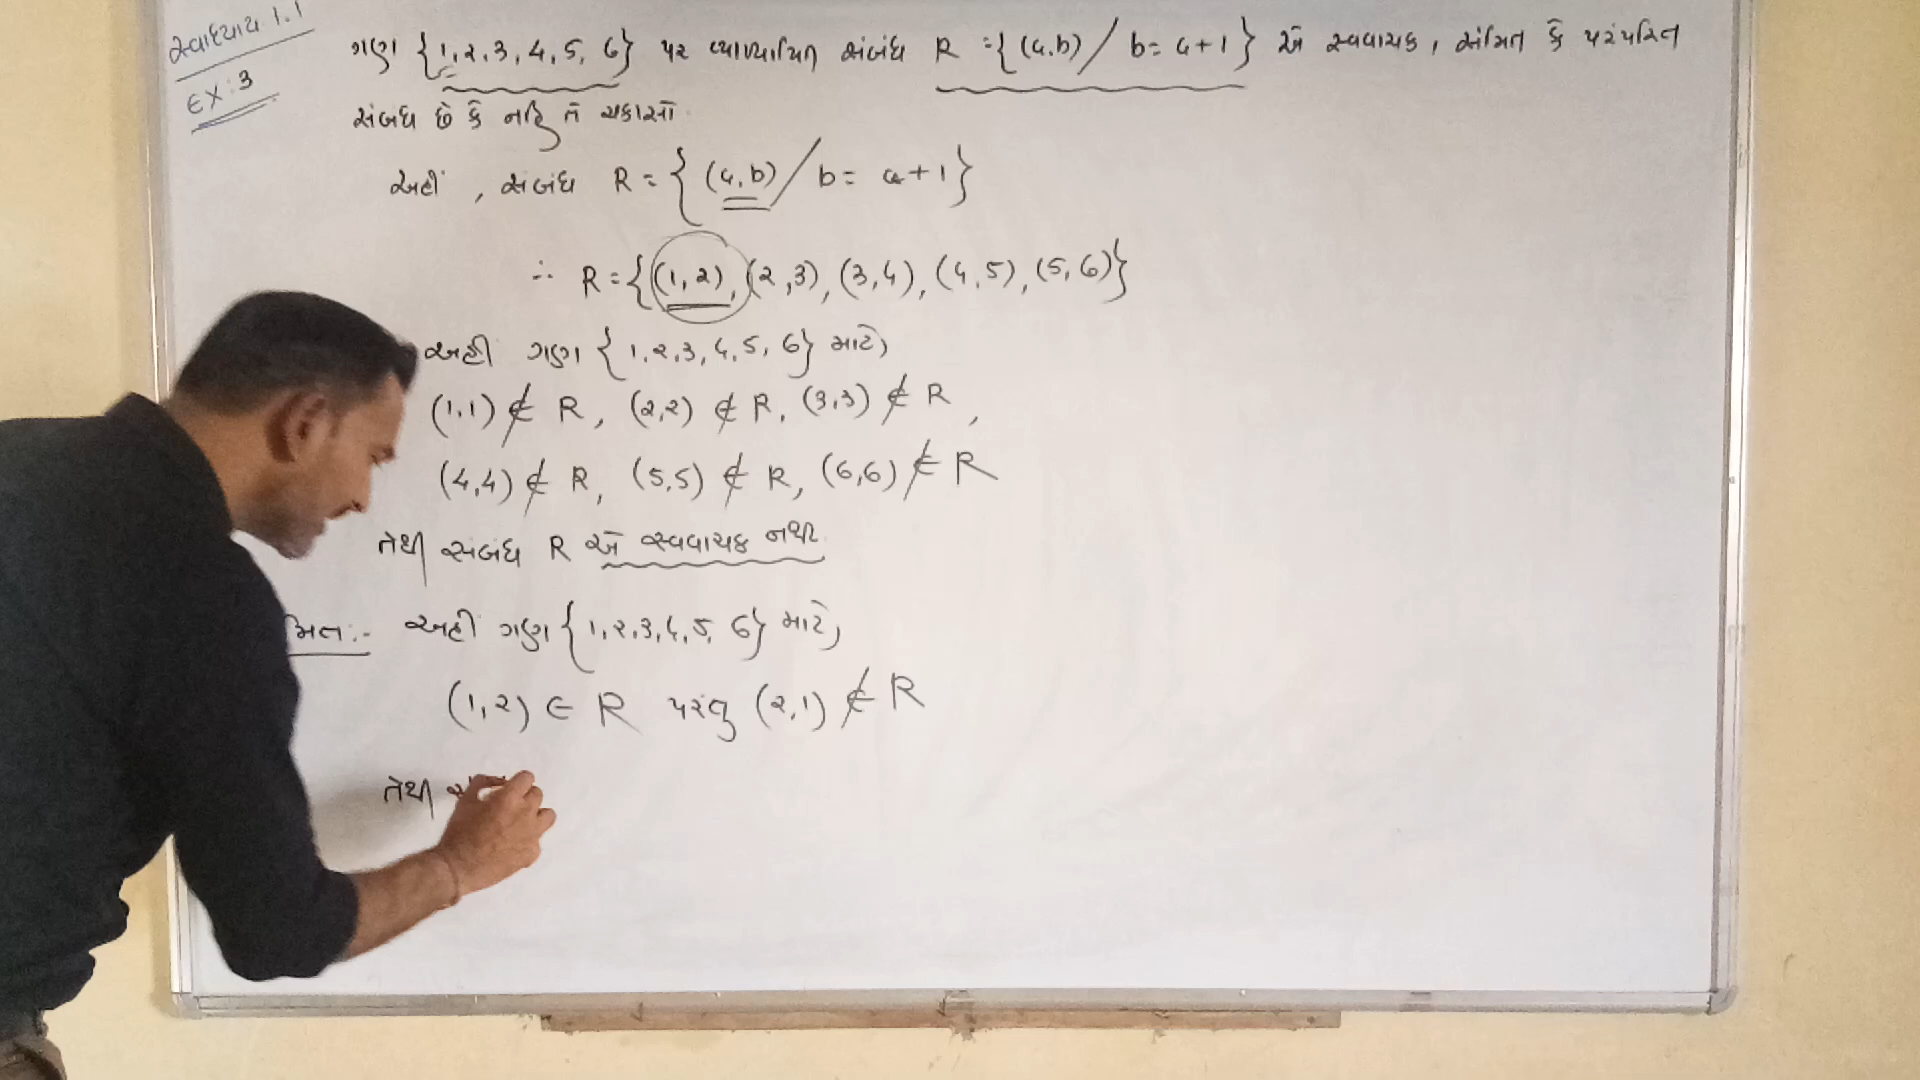 સ્વાધ્યાય 1.1
EX:3
ગણ {1,2,3,4,5,6} પર વ્યાખ્યાયિત સંબંધ R = {(a,b) / b = a+1} એ સ્વવાચક, સંમિત કે પરંપરિત
સંબંધ છે કે નહિ તે ચકાસો.
અહીં, સંબંધ R = {(a,b) / b = a+1}
∴ R = {(1,2), (2,3), (3,4), (4,5), (5,6)}
અહીં ગણ {1,2,3,4,5,6} માટે,
(1,1) ∉ R, (2,2) ∉ R, (3,3) ∉ R,
(4,4) ∉ R, (5,5) ∉ R, (6,6) ∉ R
તેથી સંબંધ R એ સ્વવાચક નથી.
મિત:- અહીં ગણ {1,2,3,4,5,6} માટે,
(1,2) ∈ R પરંતુ (2,1) ∉ R
તેથી